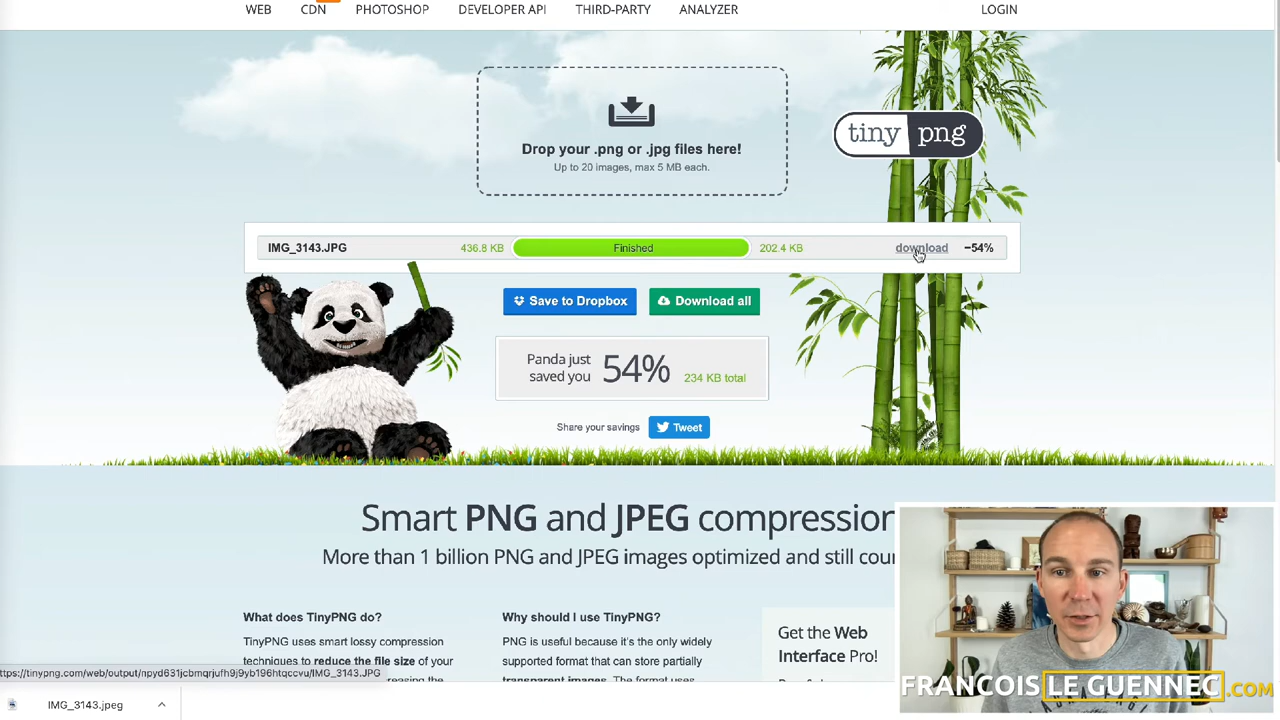 WEB CDN PHOTOSHOP DEVELOPER API THIRD-PARTY ANALYZER LOGIN
Drop your .png or .jpg files here!
Up to 20 images, max 5 MB each.
tiny png
IMG_3143.JPG 436.8 KB Finished 202.4 KB download −54%
Save to Dropbox Download all
Panda just
saved you 54% 234 KB total
Share your savings Tweet
Smart PNG and JPEG compression
More than 1 billion PNG and JPEG images optimized and still cou
What does TinyPNG do?
TinyPNG uses smart lossy compression
techniques to reduce the file size of your
Why should I use TinyPNG?
PNG is useful because it's the only widely
supported format that can store partially
transparent images. The format uses
Get the Web
Interface Pro!
ttps://tinypng.com/web/output/npyd631jcbmqrjufh9j9yb196htqccvu/IMG_3143.JPG
IMG_3143.jpeg
FRANCOIS LE GUENNEC.COM